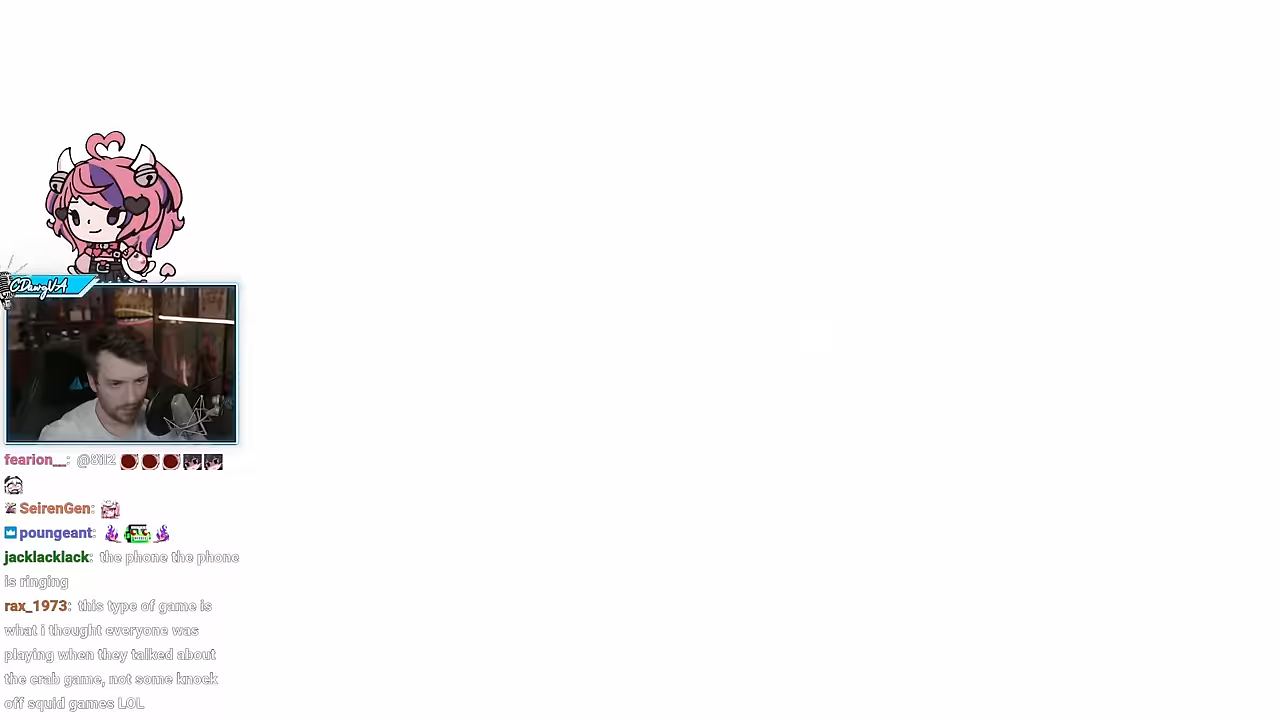 CDawgVA
fearion__: @8ii2
SeirenGen:
poungeant:
jacklacklack: the phone the phone
is ringing
rax_1973: this type of game is
what i thought everyone was
playing when they talked about
the crab game, not some knock
off squid games LOL